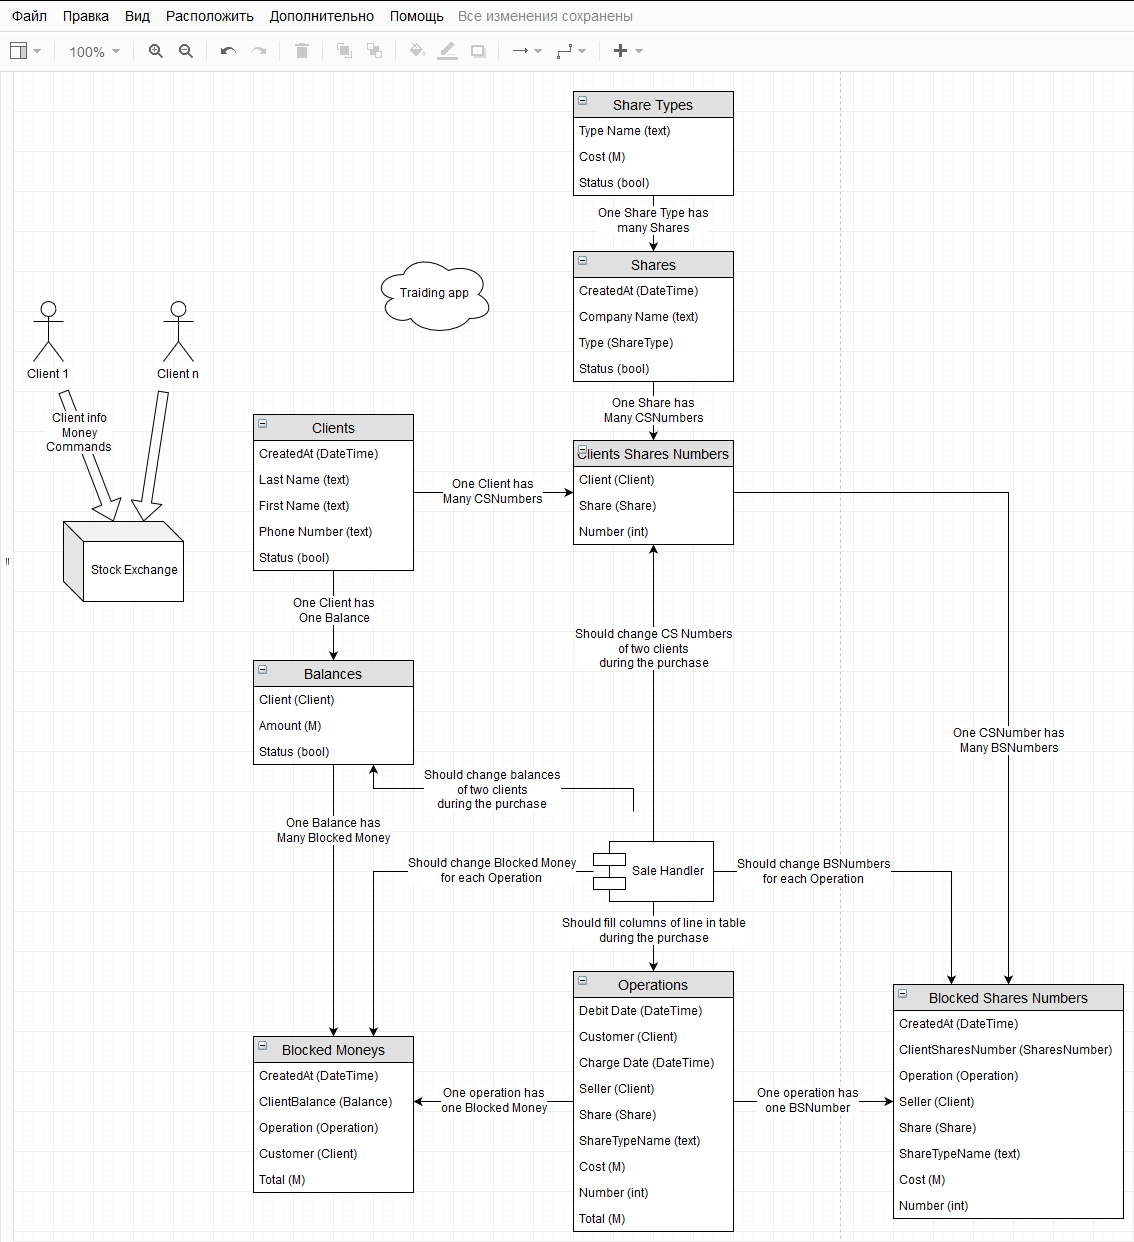 Файл Правка Вид Расположить Дополнительно Помощь Все изменения сохранены
100%
Share Types
Type Name (text)
Cost (M)
Status (bool)
One Share Type has
many Shares
Shares
CreatedAt (DateTime)
Company Name (text)
Type (ShareType)
Status (bool)
Traiding app
Client 1
Client n
Client info
Money
Commands
Stock Exchange
One Share has
Many CSNumbers
Clients
CreatedAt (DateTime)
Last Name (text)
First Name (text)
Phone Number (text)
Status (bool)
One Client has
Many CSNumbers
Clients Shares Numbers
Client (Client)
Share (Share)
Number (int)
One Client has
One Balance
Should change CS Numbers
of two clients
during the purchase
Balances
Client (Client)
Amount (M)
Status (bool)
One CSNumber has
Many BSNumbers
Should change balances
of two clients
during the purchase
One Balance has
Many Blocked Money
Should change Blocked Money
for each Operation
Sale Handler
Should change BSNumbers
for each Operation
Should fill columns of line in table
during the purchase
Operations
Debit Date (DateTime)
Customer (Client)
Charge Date (DateTime)
Seller (Client)
Share (Share)
ShareTypeName (text)
Cost (M)
Number (int)
Total (M)
Blocked Moneys
CreatedAt (DateTime)
ClientBalance (Balance)
Operation (Operation)
Customer (Client)
Total (M)
One operation has
one Blocked Money
One operation has
one BSNumber
Blocked Shares Numbers
CreatedAt (DateTime)
ClientSharesNumber (SharesNumber)
Operation (Operation)
Seller (Client)
Share (Share)
ShareTypeName (text)
Cost (M)
Number (int)